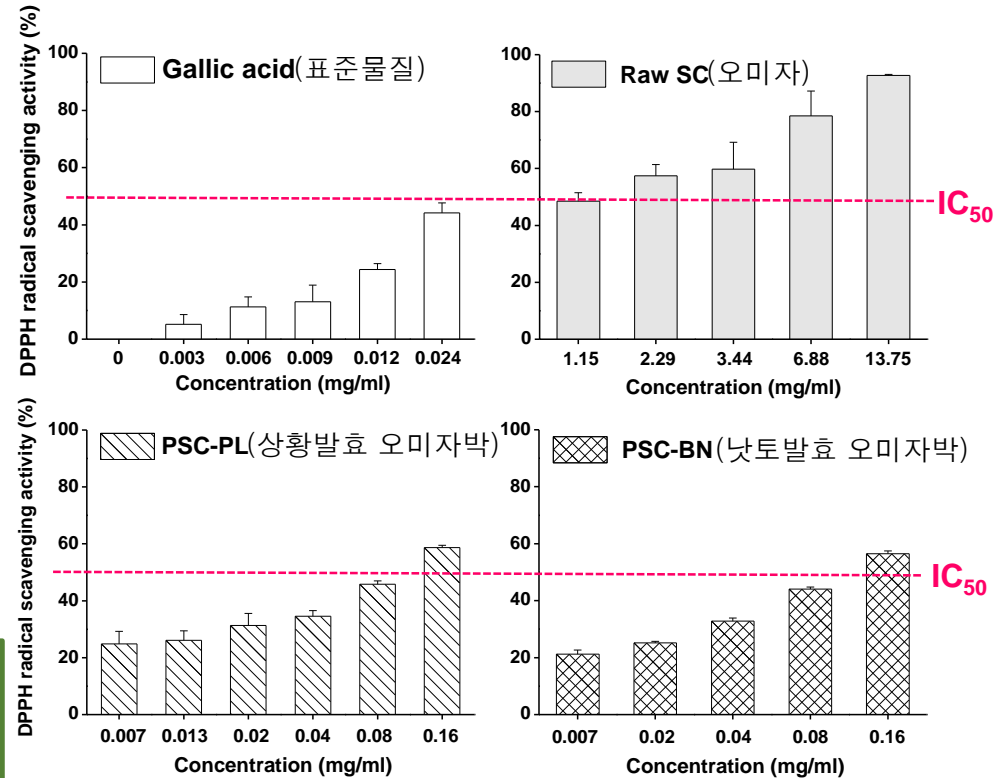 DPPH radical scavenging activity (%)
100
80
60
40
20
0
Gallic acid(표준물질)
0 0.003 0.006 0.009 0.012 0.024
Concentration (mg/ml)
100
80
60
40
20
0
Raw SC(오미자)
IC50
1.15 2.29 3.44 6.88 13.75
Concentration (mg/ml)
DPPH radical scavenging activity (%)
100
80
60
40
20
0
PSC-PL(상황발효 오미자박)
0.007 0.013 0.02 0.04 0.08 0.16
Concentration (mg/ml)
100
80
60
40
20
0
PSC-BN(낫토발효 오미자박)
IC50
0.007 0.02 0.04 0.08 0.16
Concentration (mg/ml)